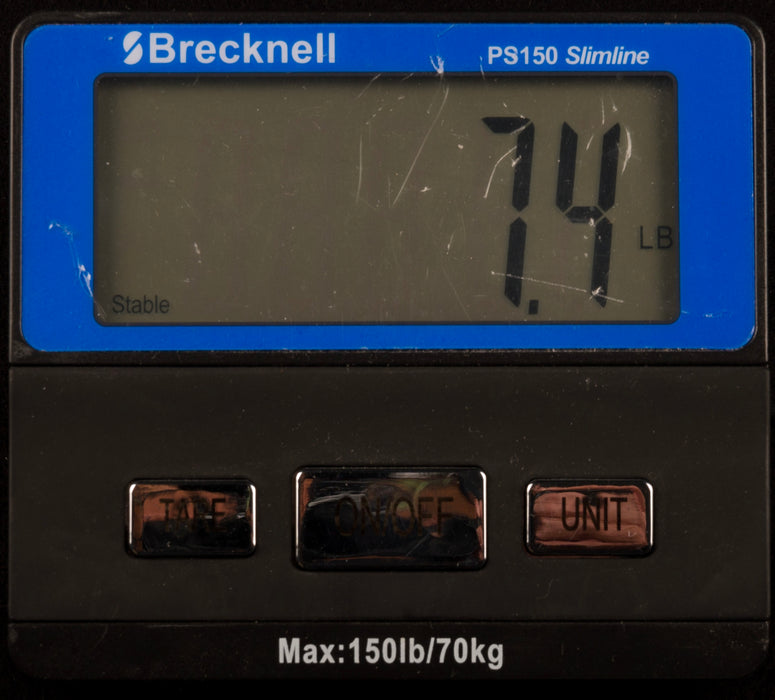 Brecknell PS150 Slimline
7.4 LB
Stable
TARE ON/OFF UNIT
Max:150lb/70kg